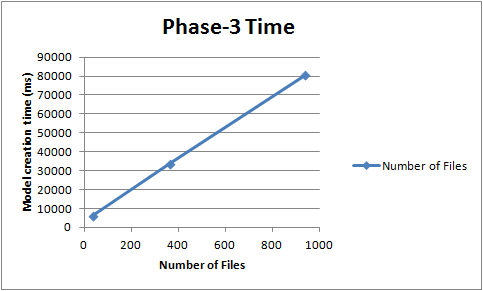 Phase-3 Time
Model creation time (ms)
90000
80000
70000
60000
50000
40000
30000
20000
10000
0
0 200 400 600 800 1000
Number of Files
Number of Files